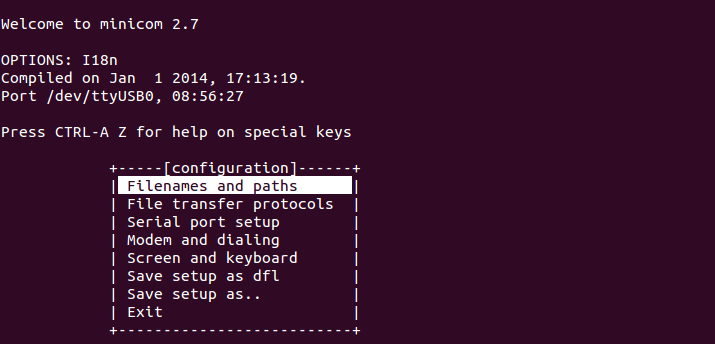 Welcome to minicom 2.7
OPTIONS: I18n
Compiled on Jan  1 2014, 17:13:19.
Port /dev/ttyUSB0, 08:56:27
Press CTRL-A Z for help on special keys
+-----[configuration]------+
| Filenames and paths      |
| File transfer protocols  |
| Serial port setup        |
| Modem and dialing        |
| Screen and keyboard      |
| Save setup as dfl        |
| Save setup as..          |
| Exit                     |
+--------------------------+